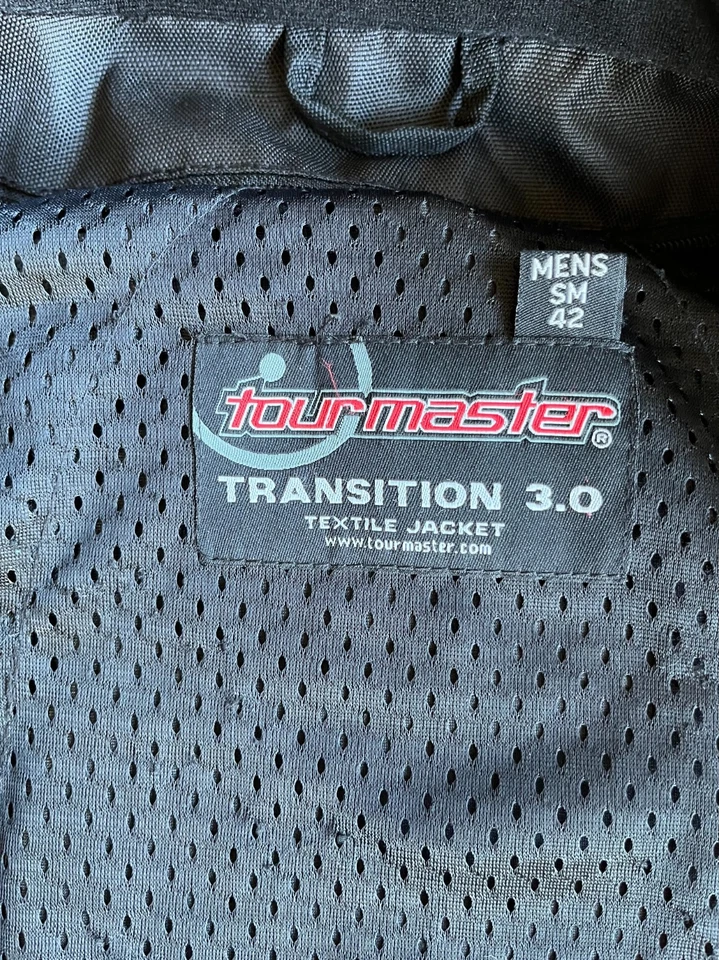 MENS
SM
42
tourmaster®
TRANSITION 3.0
TEXTILE JACKET
www.tourmaster.com